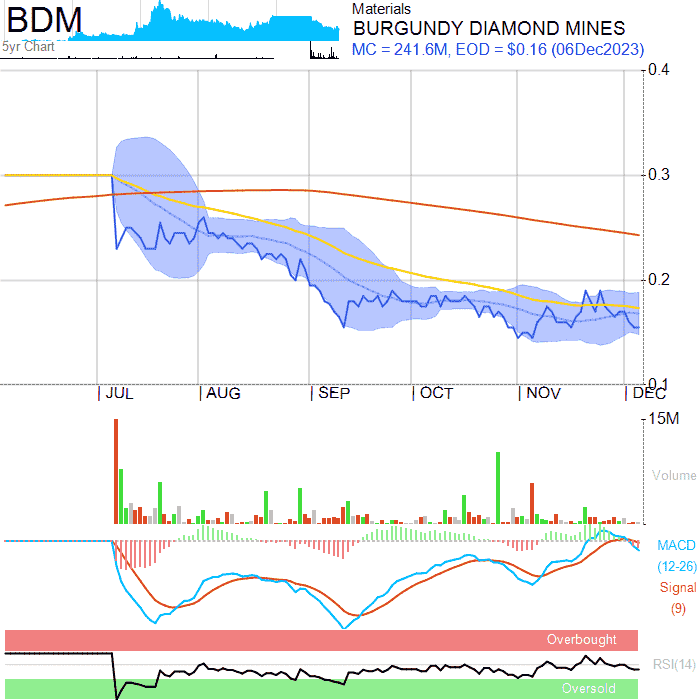 BDM
5yr Chart
Materials
BURGUNDY DIAMOND MINES
MC = 241.6M, EOD = $0.16 (06Dec2023)
0.4
0.3
0.2
0.1
JUL AUG SEP OCT NOV DEC
15M
Volume
MACD
(12-26)
Signal
(9)
Overbought
RSI(14)
Oversold